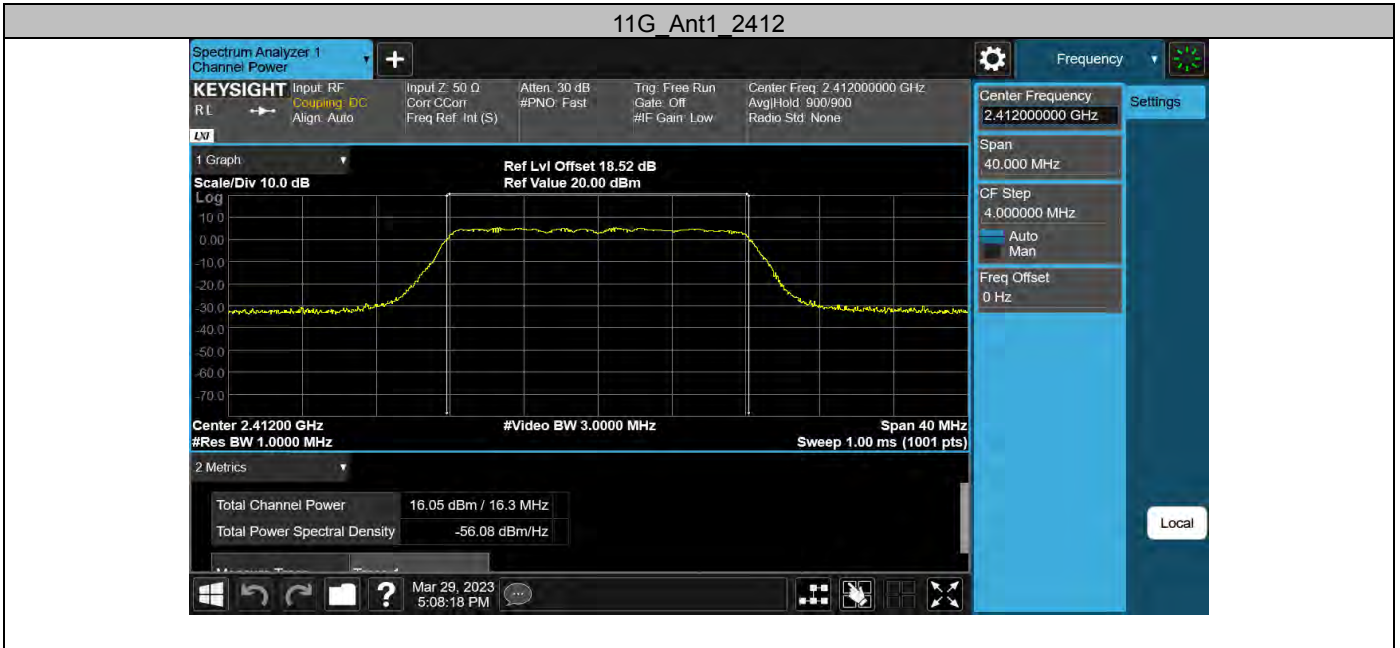 11G_Ant1_2412
Spectrum Analyzer 1
Channel Power
Frequency
KEYSIGHT
RL
LXI
Input: RF
Coupling: DC
Align: Auto
Input Z: 50 Ω
Corr CCorr
Freq Ref: Int (S)
Atten: 30 dB
#PNO: Fast
Trig: Free Run
Gate: Off
#IF Gain: Low
Center Freq: 2.412000000 GHz
Avg|Hold: 900/900
Radio Std: None
Center Frequency
2.412000000 GHz
Settings
Span
40.000 MHz
CF Step
4.000000 MHz
Auto
Man
Freq Offset
0 Hz
1 Graph
Ref Lvl Offset 18.52 dB
Scale/Div 10.0 dB
Ref Value 20.00 dBm
Log
10.0
0.00
-10.0
-20.0
-30.0
-40.0
-50.0
-60.0
-70.0
Center 2.41200 GHz
#Video BW 3.0000 MHz
Span 40 MHz
#Res BW 1.0000 MHz
Sweep 1.00 ms (1001 pts)
2 Metrics
Total Channel Power
16.05 dBm / 16.3 MHz
Total Power Spectral Density
-56.08 dBm/Hz
Local
?
Mar 29, 2023
5:08:18 PM